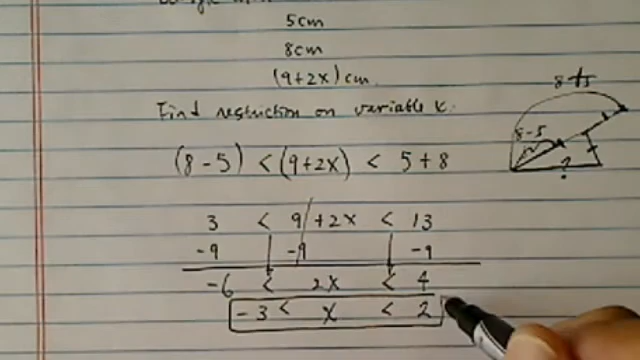 5cm
8cm
(9+2x) cm
Find restriction on variable x.
8+5
8-5
?
(8-5) < (9+2x) < 5+8
3 < 9+2x < 13
-9 -9 -9
-6 < 2x < 4
-3 < x < 2